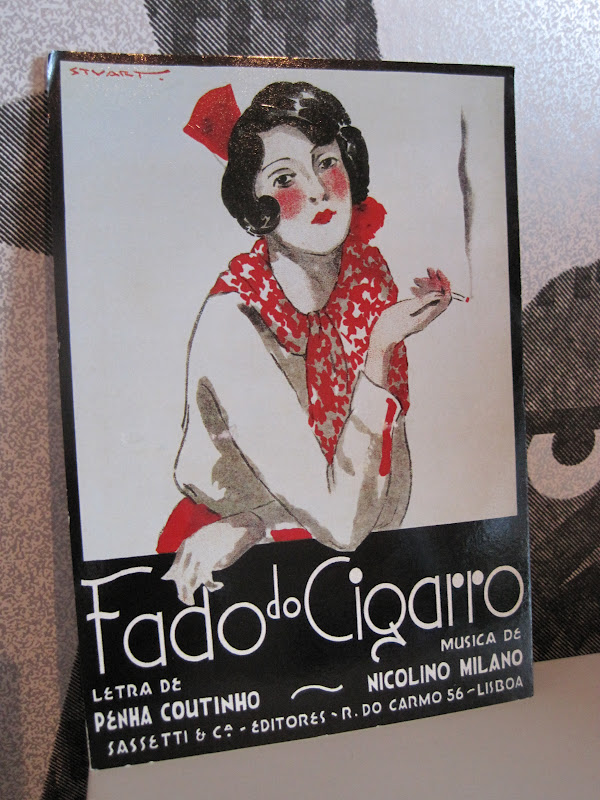 STVART.
Fado do Cigarro
LETRA DE
PENHA COUTINHO
MUSICA DE
NICOLINO MILANO
SASSETTI & Cª - EDITORES - R. DO CARMO 56 - LISBOA